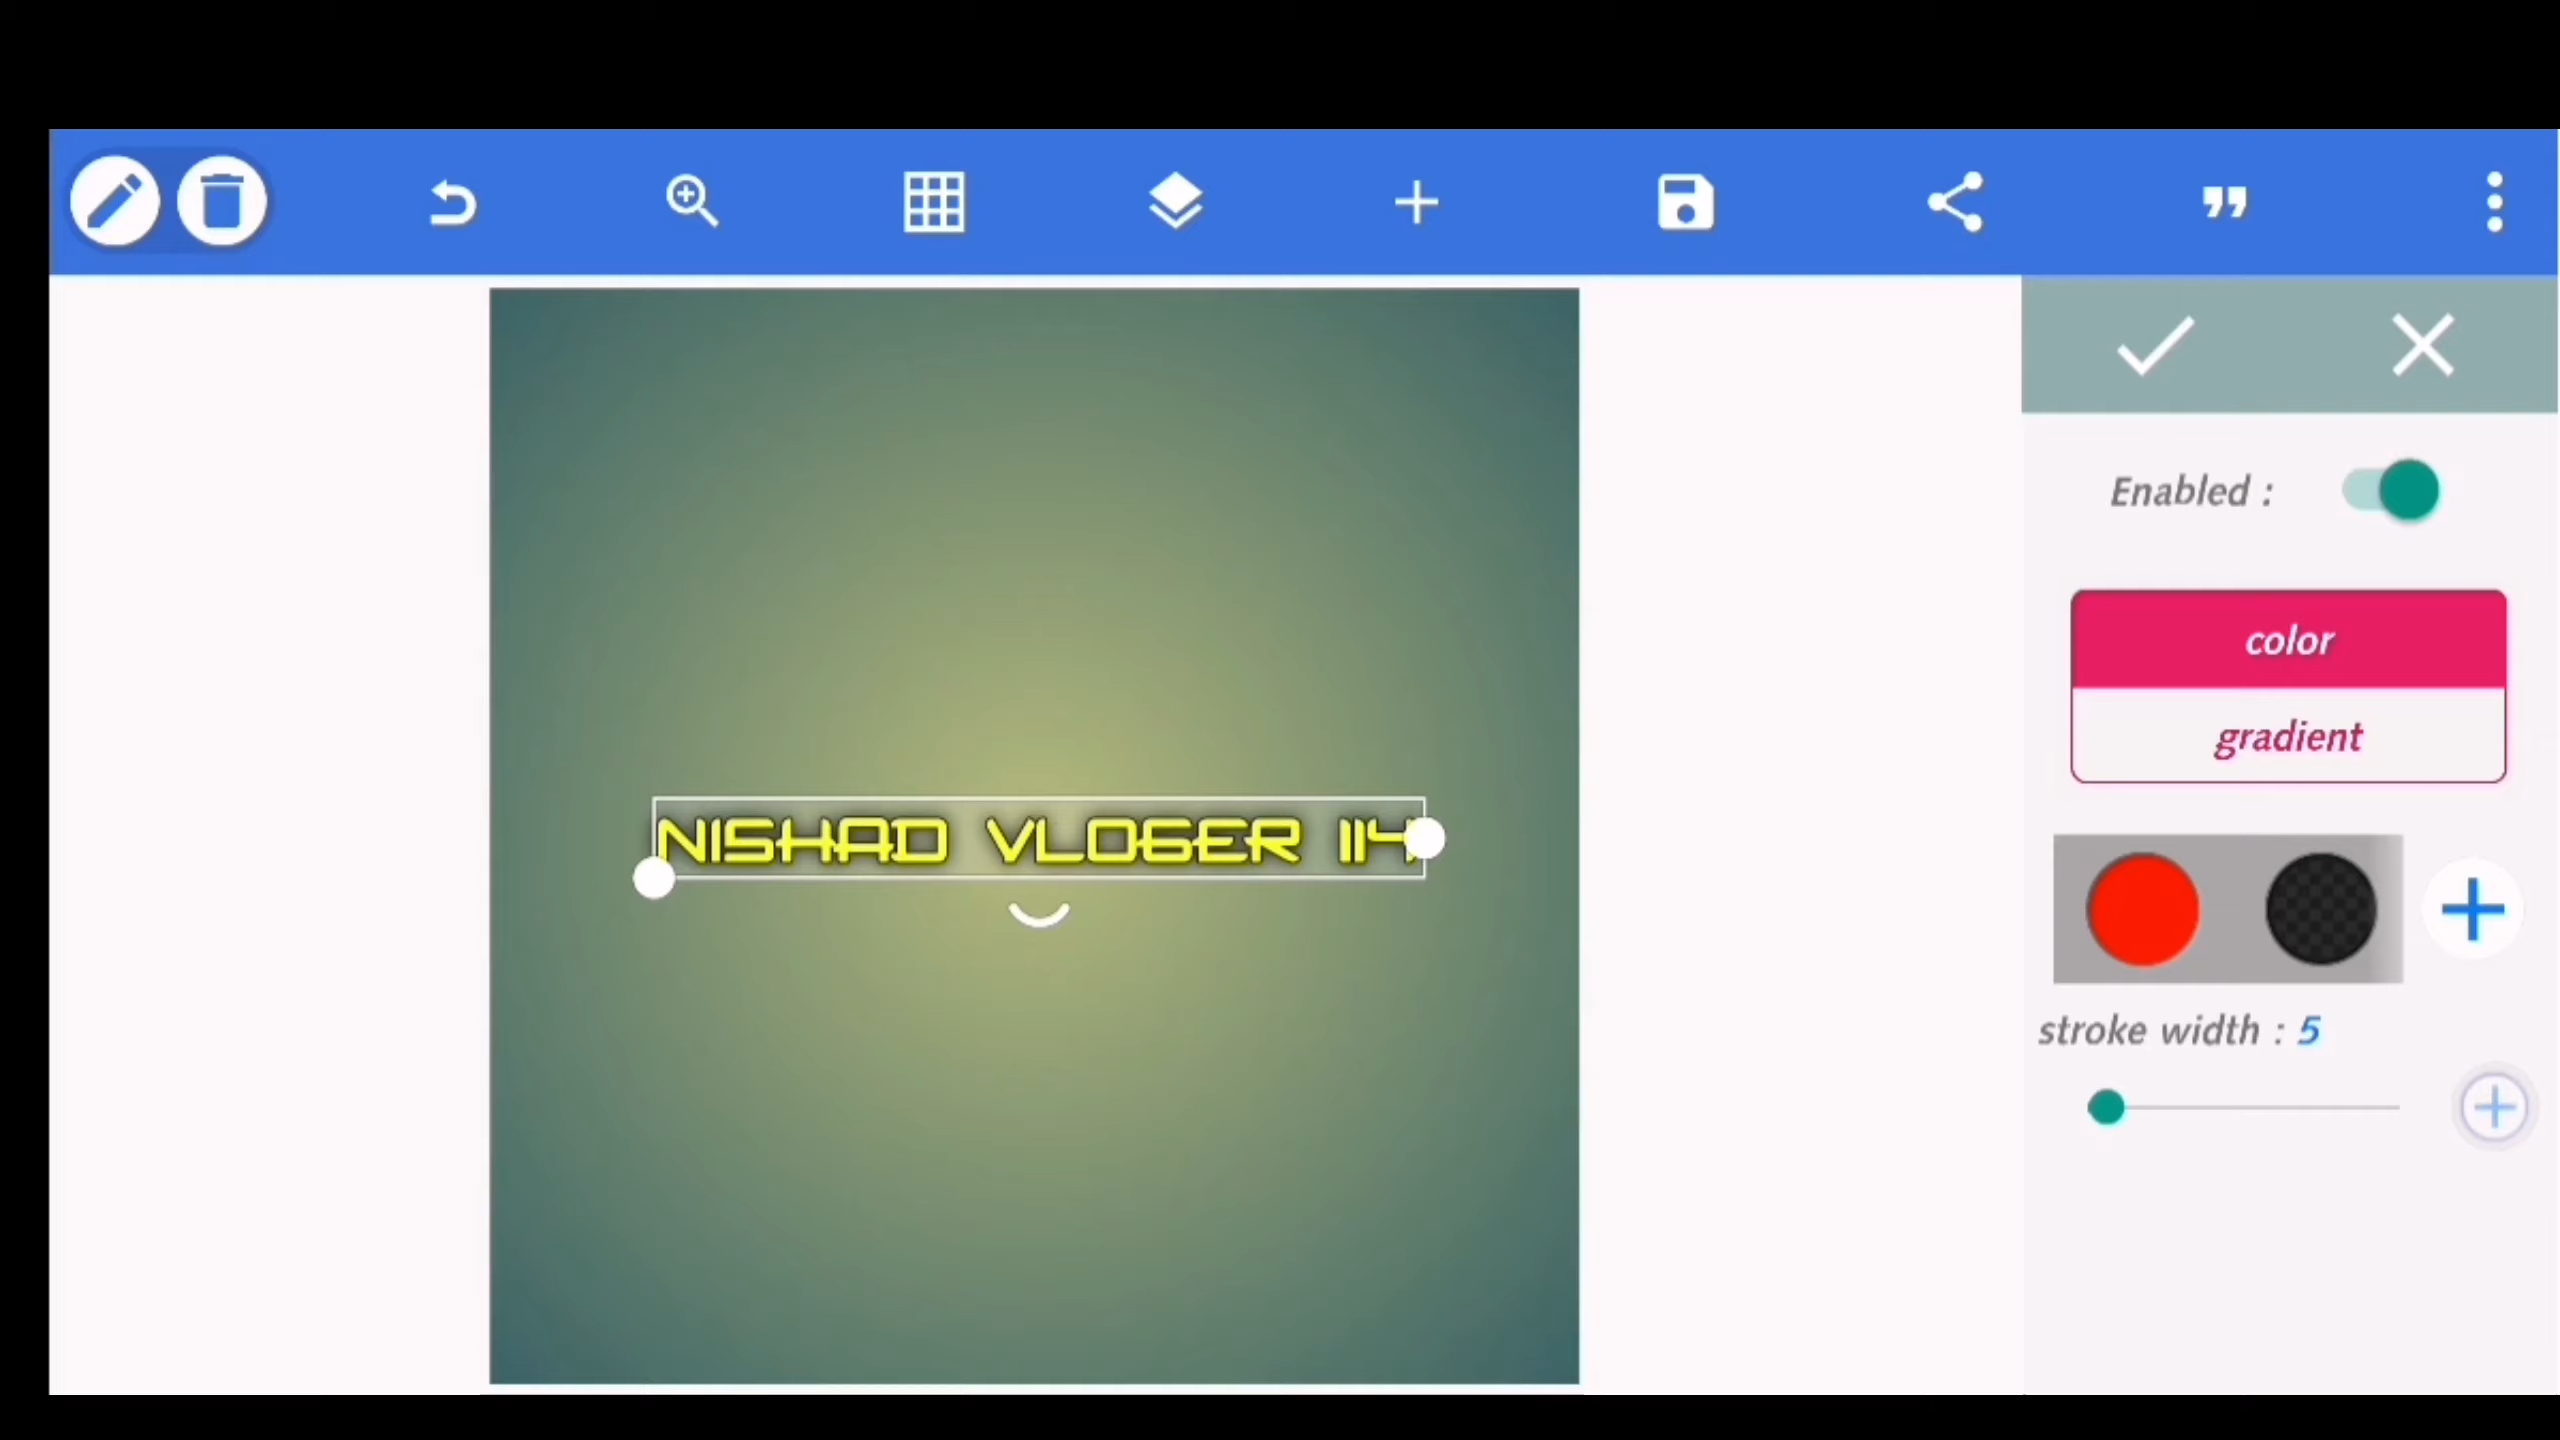 Enabled :
color
gradient
NISHAD VLOGER 114
stroke width : 5